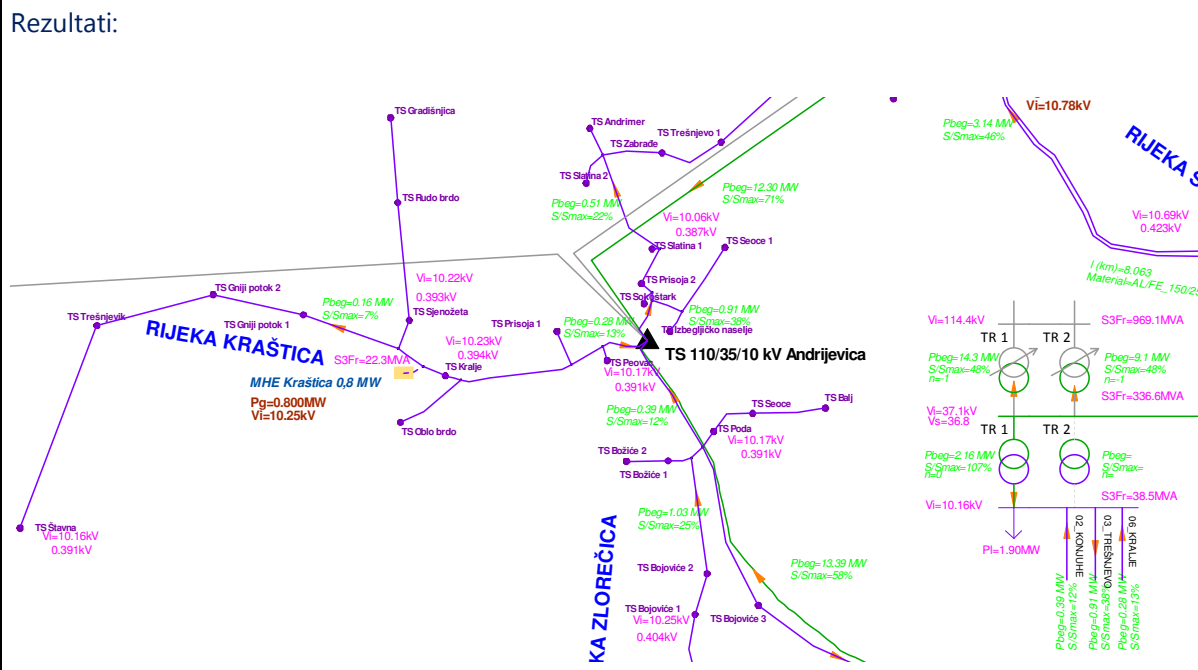 Rezultati:
TS Gradišnjica
TS Rudo brdo
TS Gniji potok 2
TS Trešnjevik
TS Gniji potok 1
Pbeg=0.16 MW
S/Smax=7%
RIJEKA KRAŠTICA
Vi=10.22kV
0.393kV
TS Sjenožeta
Vi=10.23kV
0.394kV
S3Fr=22.3MVA
MHE Kraštica 0,8 MW
Pg=0.800MW
Vi=10.25kV
TS Kralje
TS Oblo brdo
TS Štavna
Vi=10.16kV
0.391kV
TS Prisoja 1
Pbeg=0.28 MW
S/Smax=13%
TS Peovac
Vi=10.17kV
0.391kV
TS Andrimer
TS Zabrađe
TS Trešnjevo 1
TS Slatina 2
Pbeg=0.51 MW
S/Smax=22%
Pbeg=12.30 MW
S/Smax=71%
Vi=10.06kV
0.387kV
TS Slatina 1
TS Seoce 1
TS Prisoja 2
TS Sokoštark
Pbeg=0.91 MW
S/Smax=38%
TS Izbegličko naselje
TS 110/35/10 kV Andrijevica
Pbeg=0.39 MW
S/Smax=12%
TS Seoce
TS Balj
TS Poda
Vi=10.17kV
0.391kV
TS Božiće 2
TS Božiće 1
Pbeg=1.03 MW
S/Smax=25%
KA ZLOREČICA
TS Bojoviće 2
Pbeg=13.39 MW
S/Smax=58%
TS Bojoviće 1
Vi=10.25kV
0.404kV
TS Bojoviće 3
Vi=10.78kV
Pbeg=3.14 MW
S/Smax=46%
RIJEKA S
Vi=10.69kV
0.423kV
l (km)=8.063
Material=AL/FE_150/25
Vi=114.4kV
S3Fr=969.1MVA
TR 1
TR 2
Pbeg=14.3 MW
S/Smax=48%
n=-1
Pbeg=9.1 MW
S/Smax=48%
n=-1
S3Fr=336.6MVA
Vi=37.1kV
Vs=36.8
TR 1
TR 2
Pbeg=2.16 MW
S/Smax=107%
n=0
Pbeg=
S/Smax=
n=
S3Fr=38.5MVA
Vi=10.16kV
Pl=1.90MW
02_KONJUHE
03_TREŠNJEVO
06_KRALJE
Pbeg=0.39 MW
S/Smax=12%
Pbeg=0.91 MW
S/Smax=38%
Pbeg=0.28 MW
S/Smax=13%